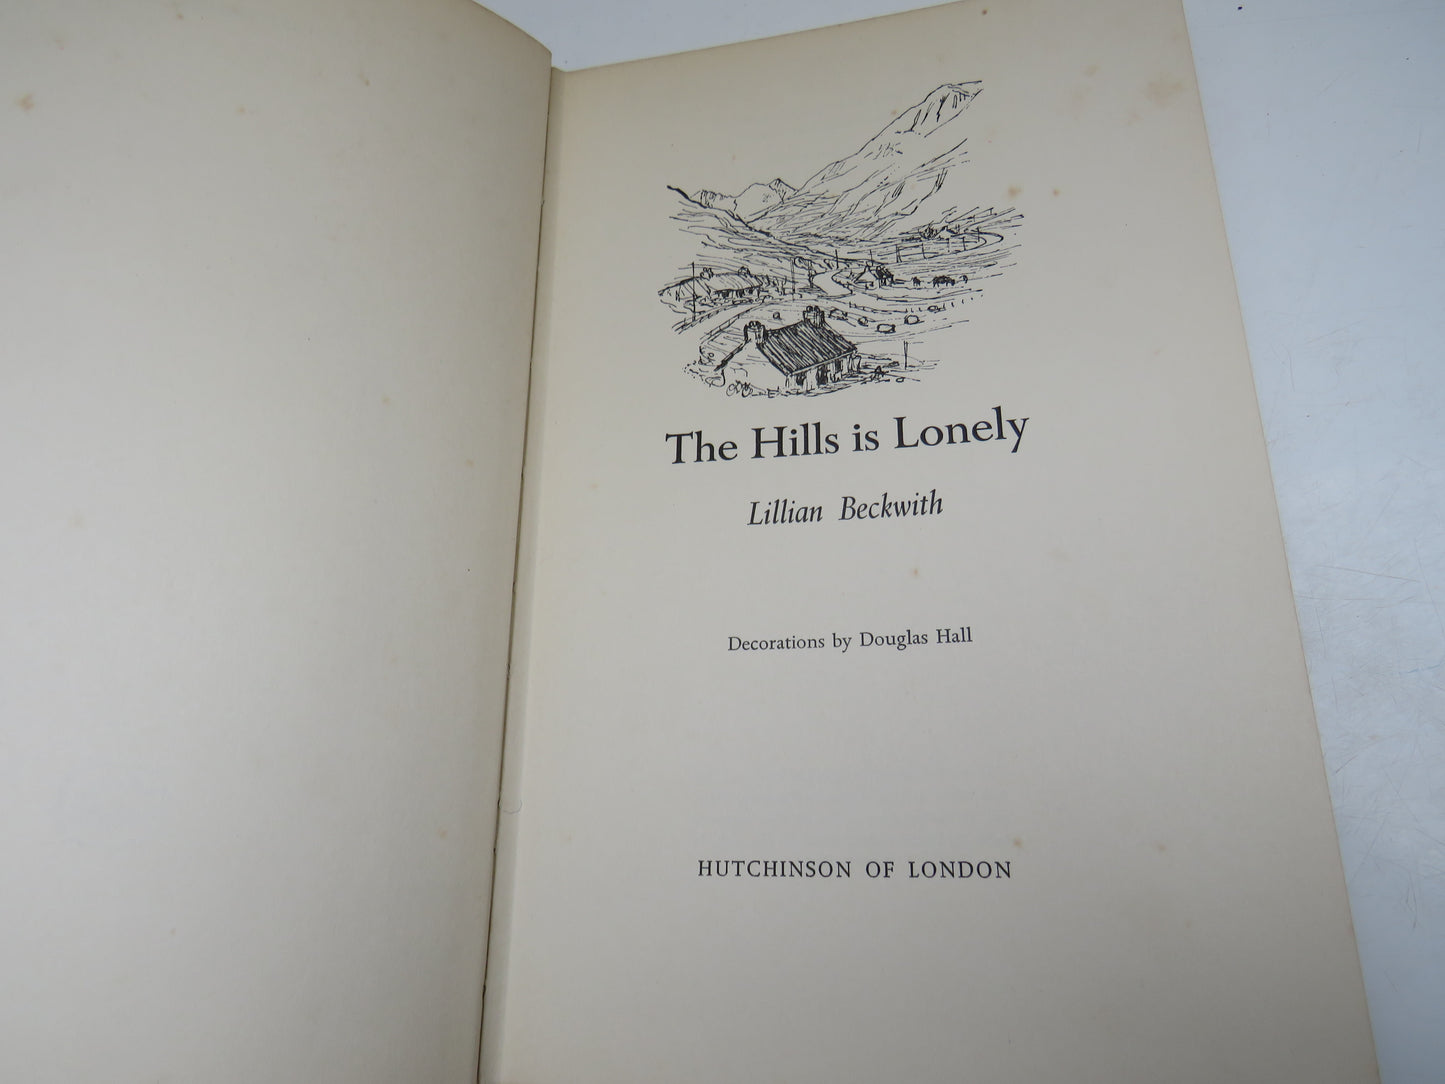 The Hills is Lonely
Lillian Beckwith
Decorations by Douglas Hall
HUTCHINSON OF LONDON